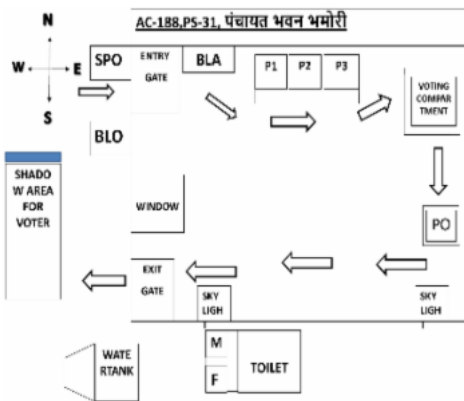 AC-188,PS-31, पंचायत भवन भमोरी
N
W
E
S
SPO
ENTRY
GATE
BLA
P1
P2
P3
VOTING
COMPAR
TMENT
BLO
SHADO
W AREA
FOR
VOTER
WINDOW
PO
EXIT
GATE
SKY
LIGH
SKY
LIGH
WATE
RTANK
M
F
TOILET